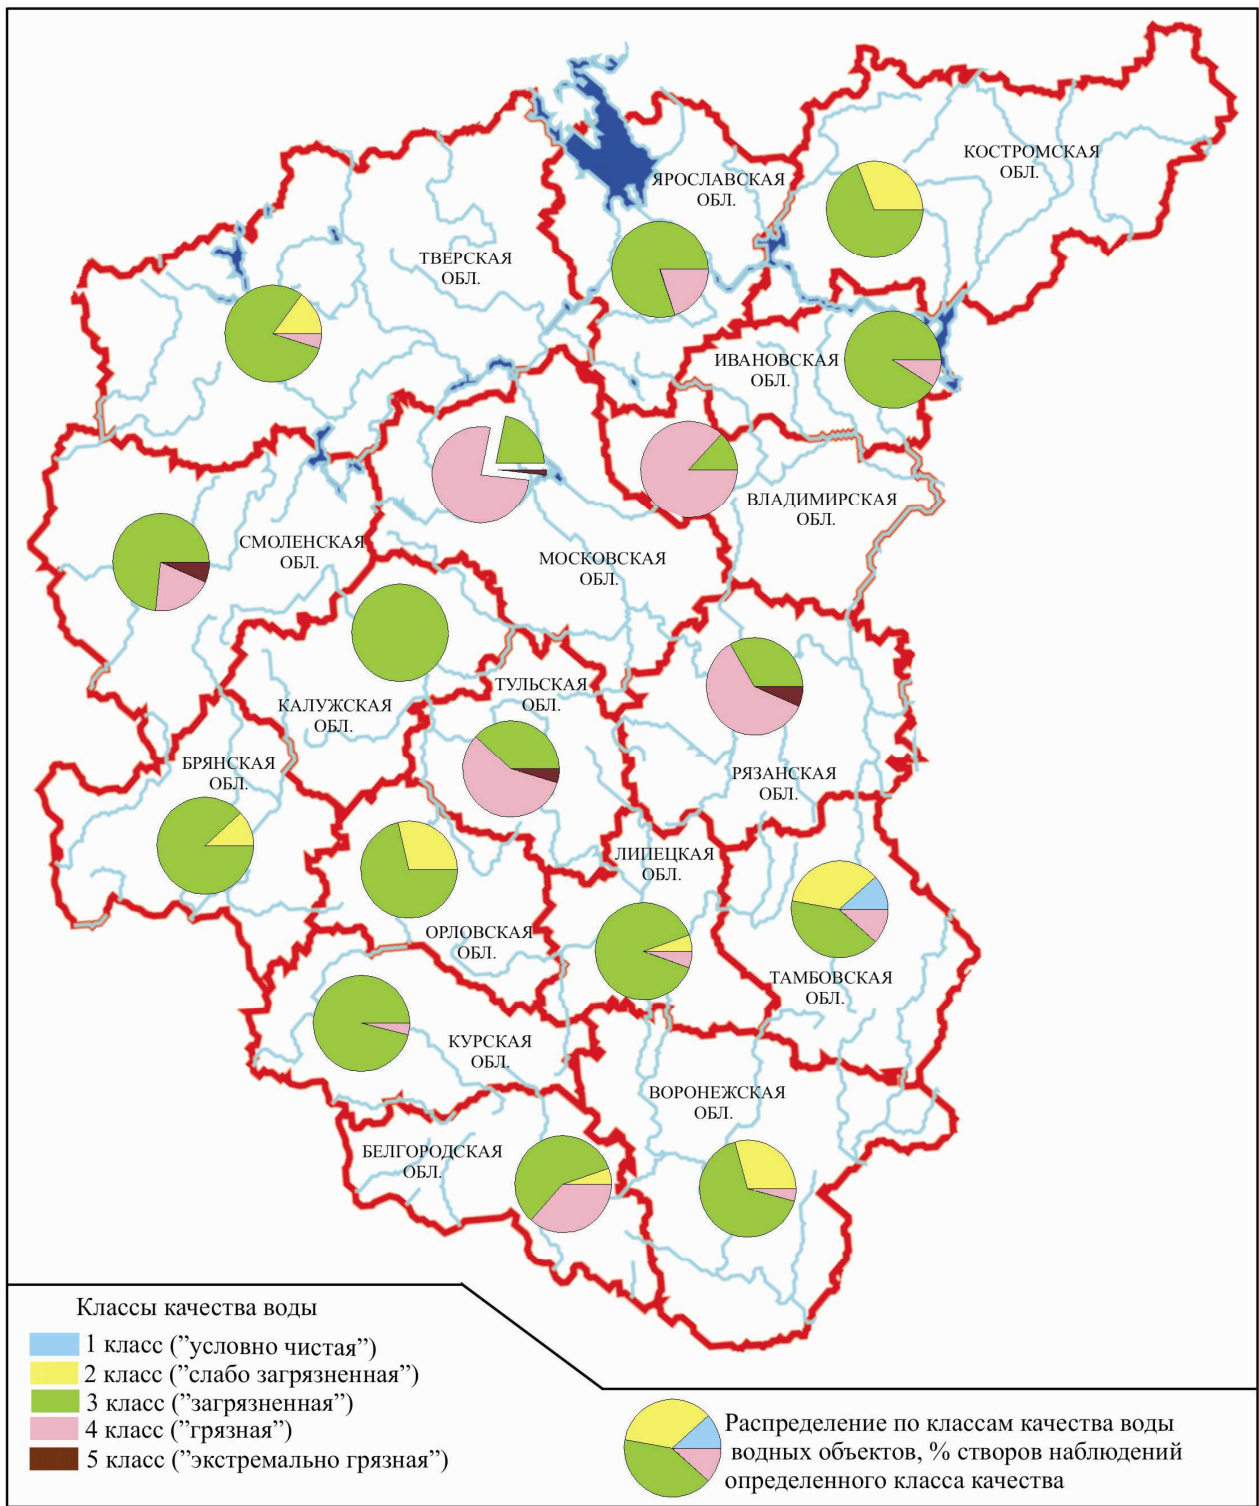 КОСТРОМСКАЯ
ОБЛ.
ЯРОСЛАВСКАЯ
ОБЛ.
ТВЕРСКАЯ
ОБЛ.
ИВАНОВСКАЯ
ОБЛ.
ВЛАДИМИРСКАЯ
ОБЛ.
СМОЛЕНСКАЯ
ОБЛ.
МОСКОВСКАЯ
ОБЛ.
ТУЛЬСКАЯ
ОБЛ.
КАЛУЖСКАЯ
ОБЛ.
БРЯНСКАЯ
ОБЛ.
РЯЗАНСКАЯ
ОБЛ.
ЛИПЕЦКАЯ
ОБЛ.
ОРЛОВСКАЯ
ОБЛ.
ТАМБОВСКАЯ
ОБЛ.
КУРСКАЯ
ОБЛ.
ВОРОНЕЖСКАЯ
ОБЛ.
БЕЛГОРОДСКАЯ
ОБЛ.
Классы качества воды
1 класс (”условно чистая”)
2 класс (”слабо загрязненная”)
3 класс (”загрязненная”)
4 класс (”грязная”)
5 класс (”экстремально грязная”)
Распределение по классам качества воды
водных объектов, % створов наблюдений
определенного класса качества